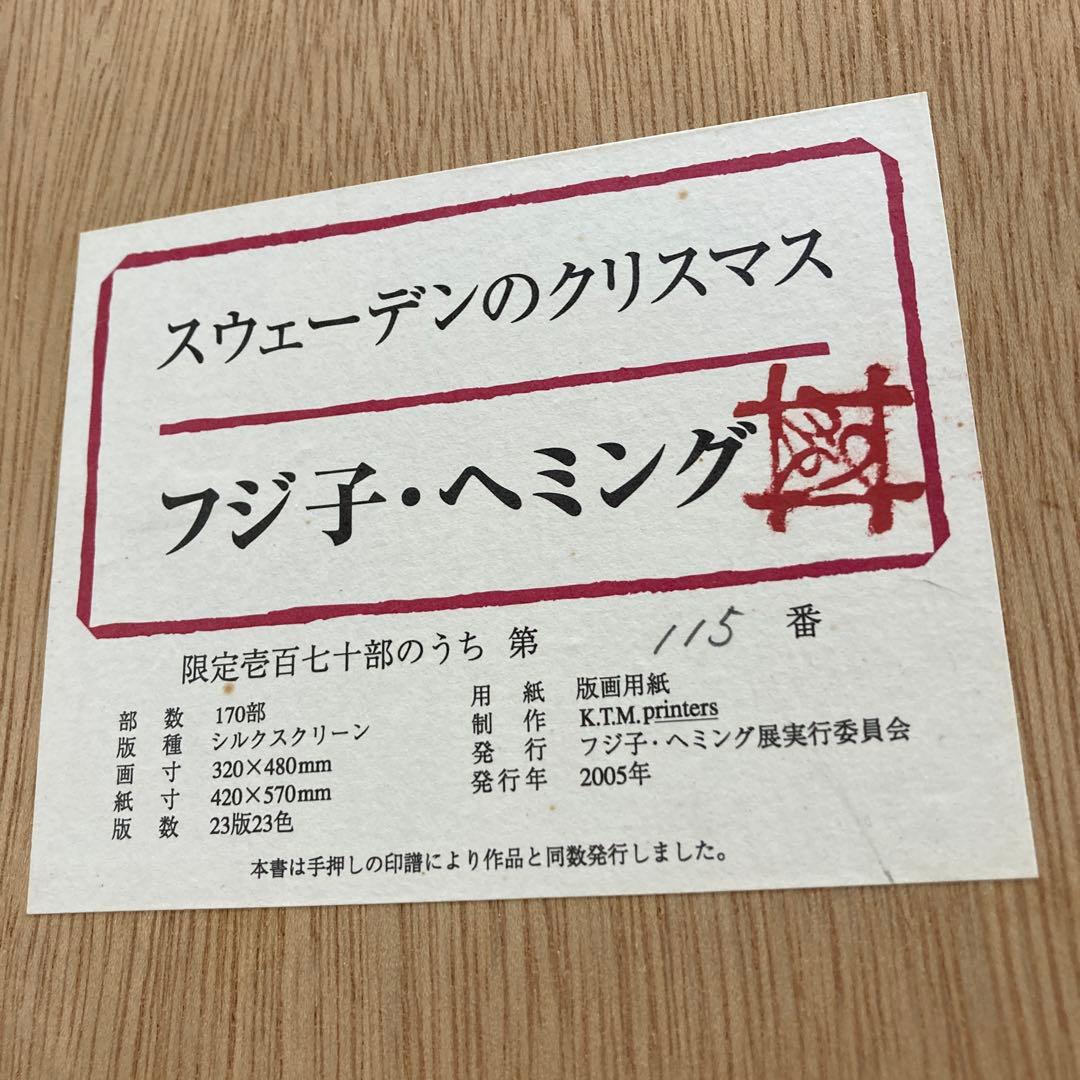 スウェーデンのクリスマス
フジ子・ヘミング
限定壱百七十部のうち 第 115 番
部数 170部
版種 シルクスクリーン
画寸 320×480mm
紙寸 420×570mm
版数 23版23色
用紙 版画用紙
制作 K.T.M.printers
発行 フジ子・ヘミング展実行委員会
発行年 2005年
本書は手押しの印譜により作品と同数発行しました。